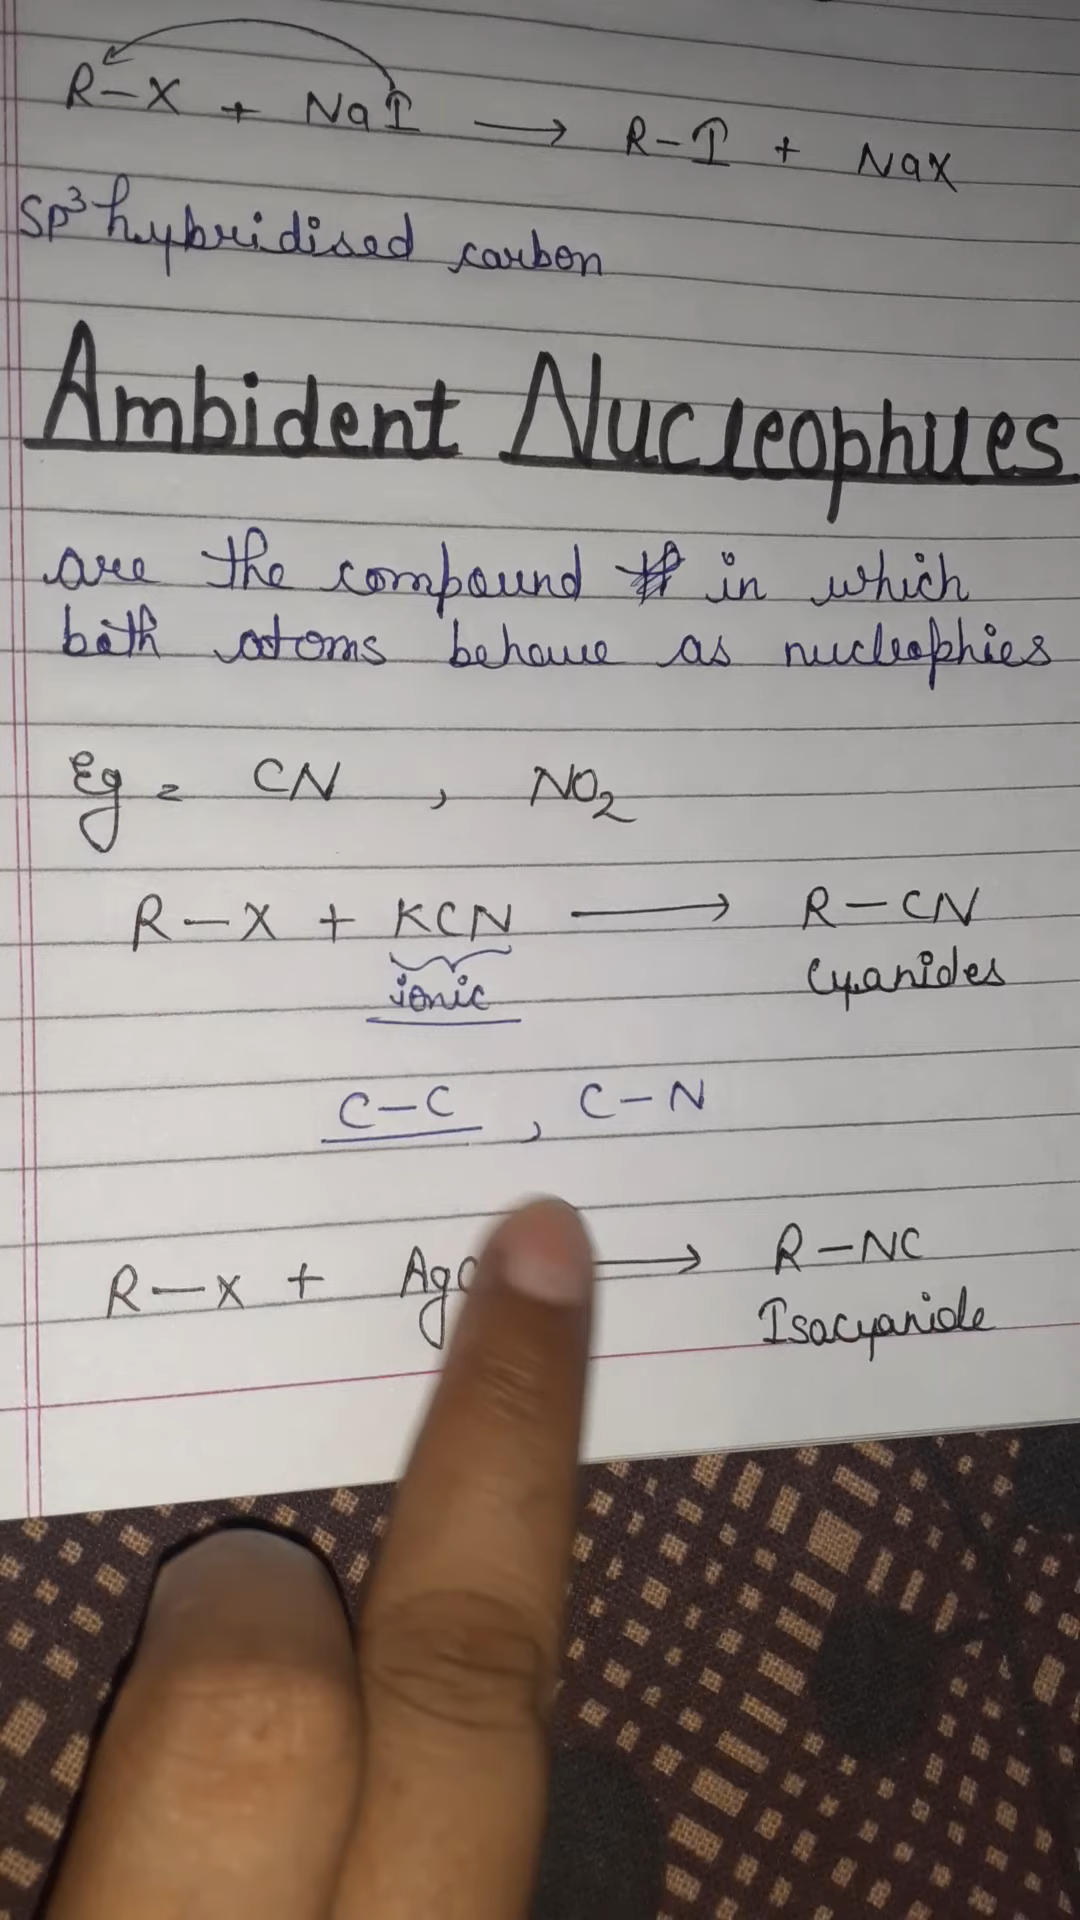 R-X + NaI → R-I + NaX
SP³ hybridised carbon
Ambident Nucleophiles
are the compound in which
both atoms behave as nucleophies
Eg = CN , NO₂
R-X + KCN → R-CN
ionic
Cyanides
C-C , C-N
R-X + Ag → R-NC
Isocyanide